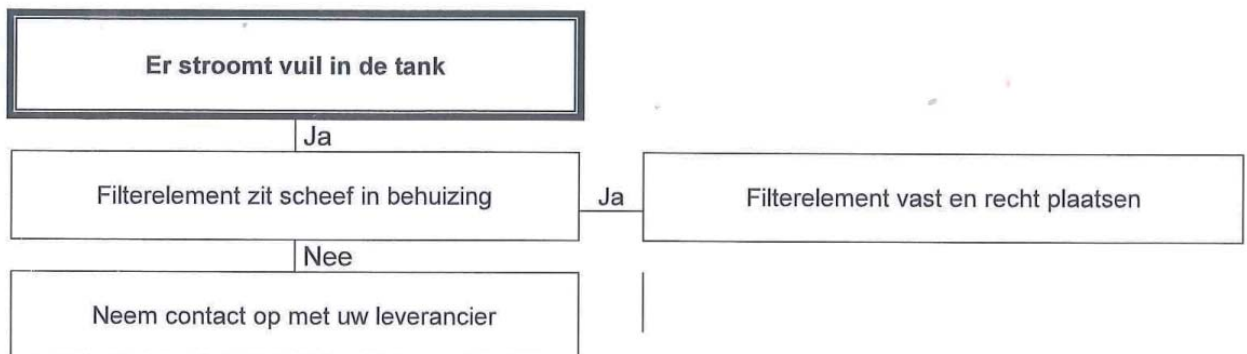 Er stroomt vuil in de tank
Ja
Filterelement zit scheef in behuizing
Ja
Filterelement vast en recht plaatsen
Nee
Neem contact op met uw leverancier